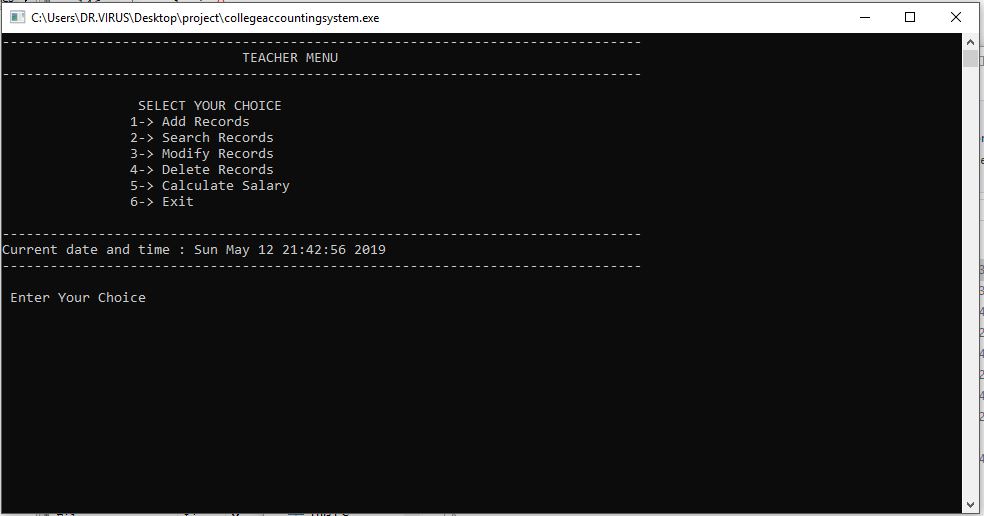 C:\Users\DR.VIRUS\Desktop\project\collegeaccountingsystem.exe
--------------------------------------------------------------------------------
TEACHER MENU
--------------------------------------------------------------------------------
SELECT YOUR CHOICE
1-> Add Records
2-> Search Records
3-> Modify Records
4-> Delete Records
5-> Calculate Salary
6-> Exit
--------------------------------------------------------------------------------
Current date and time : Sun May 12 21:42:56 2019
--------------------------------------------------------------------------------
Enter Your Choice